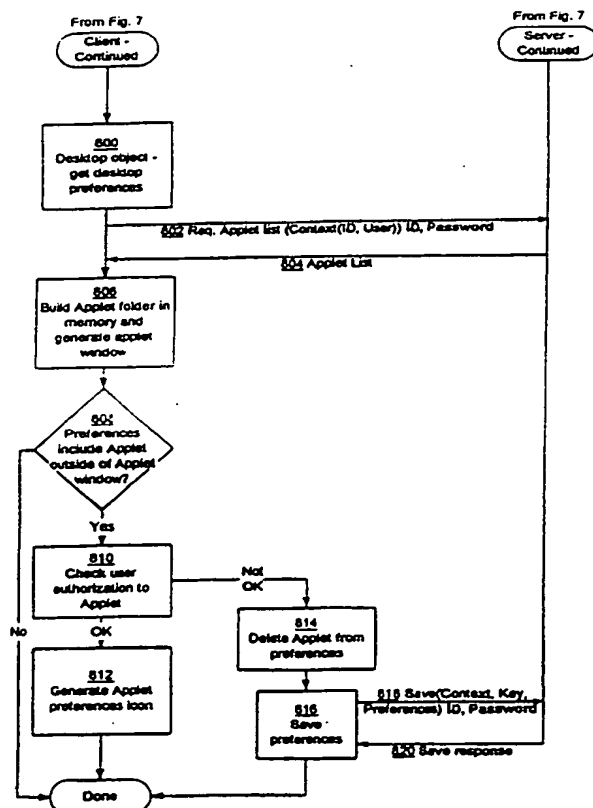 From Fig. 7
Client -
Continued
From Fig. 7
Server -
Continued
800
Desktop object -
get desktop
preferences
802 Req. Applet list (Context(ID, User)) ID, Password
804 Applet List
806
Build Applet folder in
memory and
generate applet
window
Preferences
include Applet
outside of Applet
window?
Yes
No
810
Check user
authorization to
Applet
Not
OK
OK
814
Delete Applet from
preferences
812
Generate Applet
preferences icon
816
Save
preferences
818 Save(Context, Key,
Preferences) ID, Password
820 Save response
Done